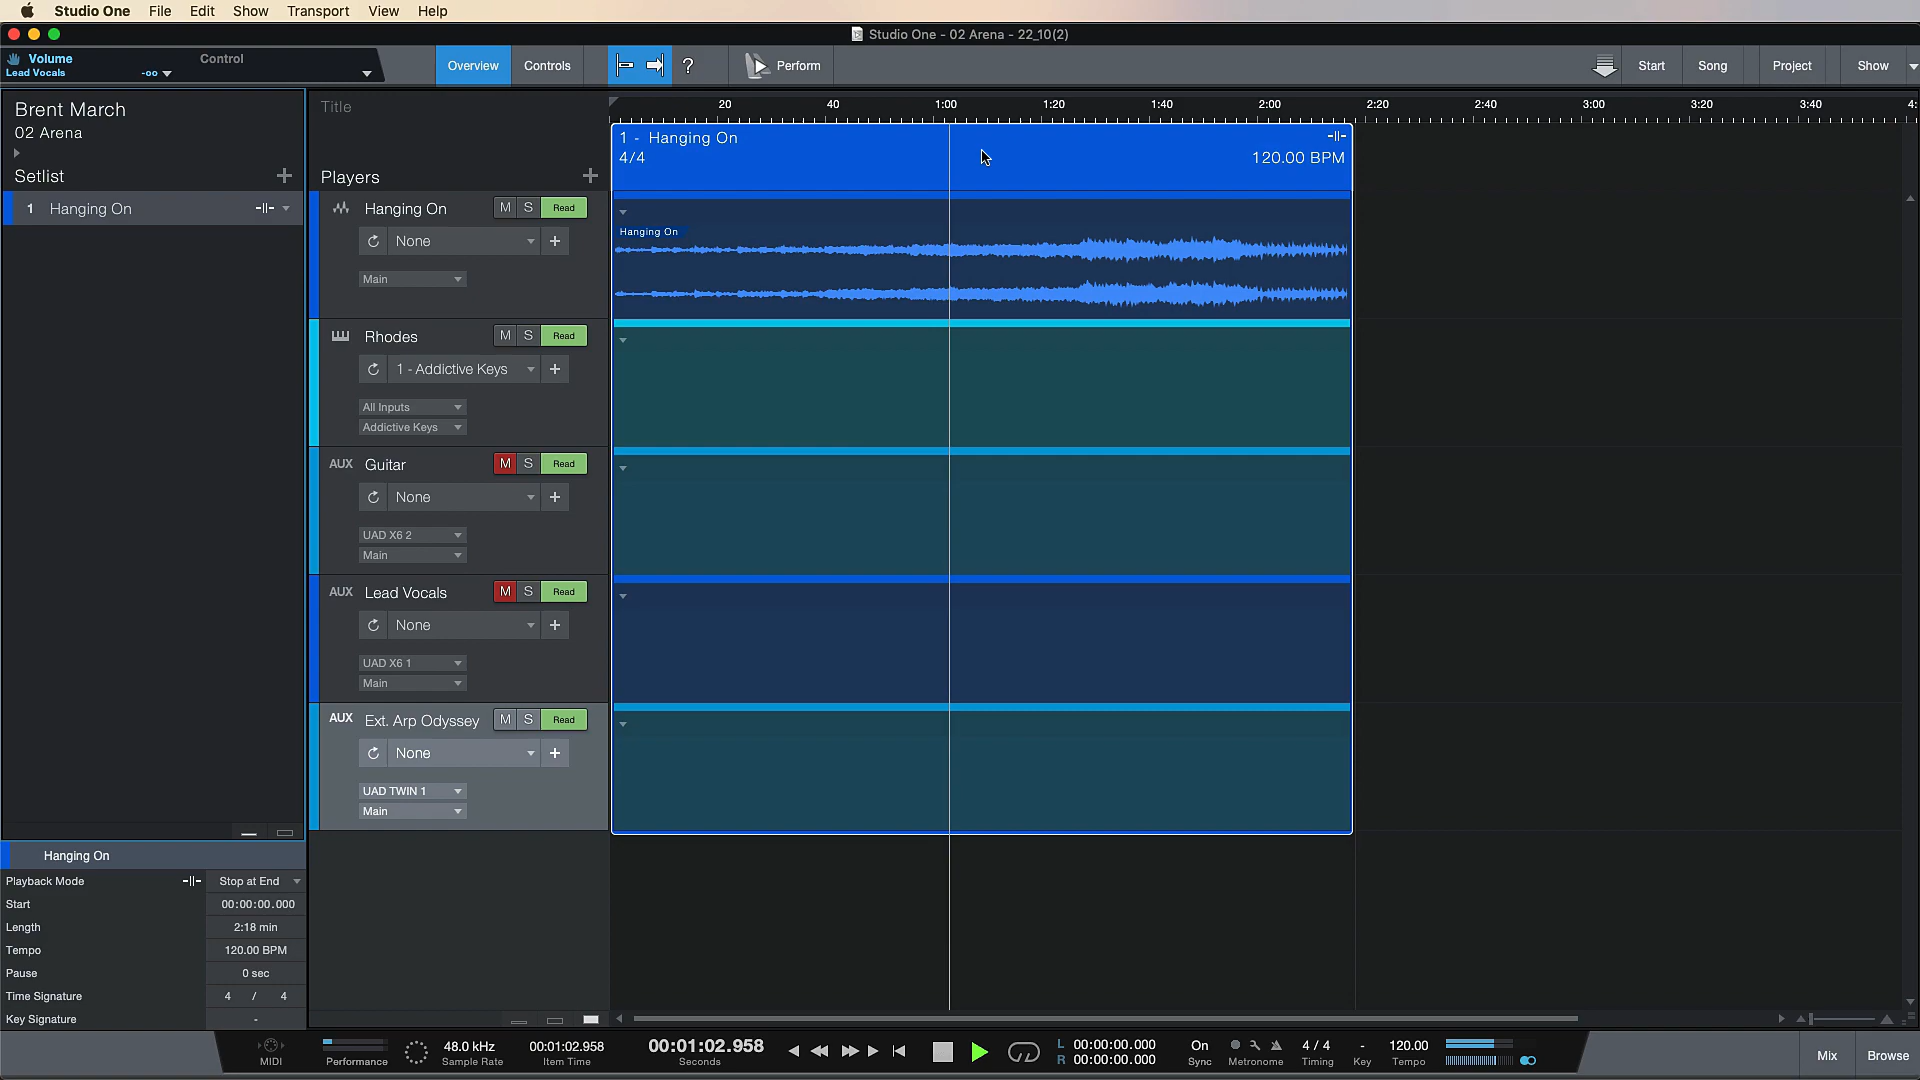 Studio One File Edit Show Transport View Help
Studio One - 02 Arena - 22_10(2)
Volume
Lead Vocals
-oo
Control
Overview
Controls
?
Perform
Start
Song
Project
Show
Brent March
02 Arena
Setlist
1 Hanging On
Title
Players
20 40 1:00 1:20 1:40 2:00 2:20 2:40 3:00 3:20 3:40 4:
1 - Hanging On
4/4
120.00 BPM
Hanging On M S Read
None
Main
Hanging On
Rhodes M S Read
1 - Addictive Keys
All Inputs
Addictive Keys
AUX Guitar M S Read
None
UAD X6 2
Main
AUX Lead Vocals M S Read
None
UAD X6 1
Main
AUX Ext. Arp Odyssey M S Read
None
UAD TWIN 1
Main
Hanging On
Playback Mode Stop at End
Start 00:00:00.000
Length 2:18 min
Tempo 120.00 BPM
Pause 0 sec
Time Signature 4 / 4
Key Signature -
MIDI
Performance
48.0 kHz
Sample Rate
00:01:02.958
Item Time
00:01:02.958
Seconds
L 00:00:00.000
R 00:00:00.000
On
Sync
Metronome
4 / 4
Timing
-
Key
120.00
Tempo
Mix
Browse